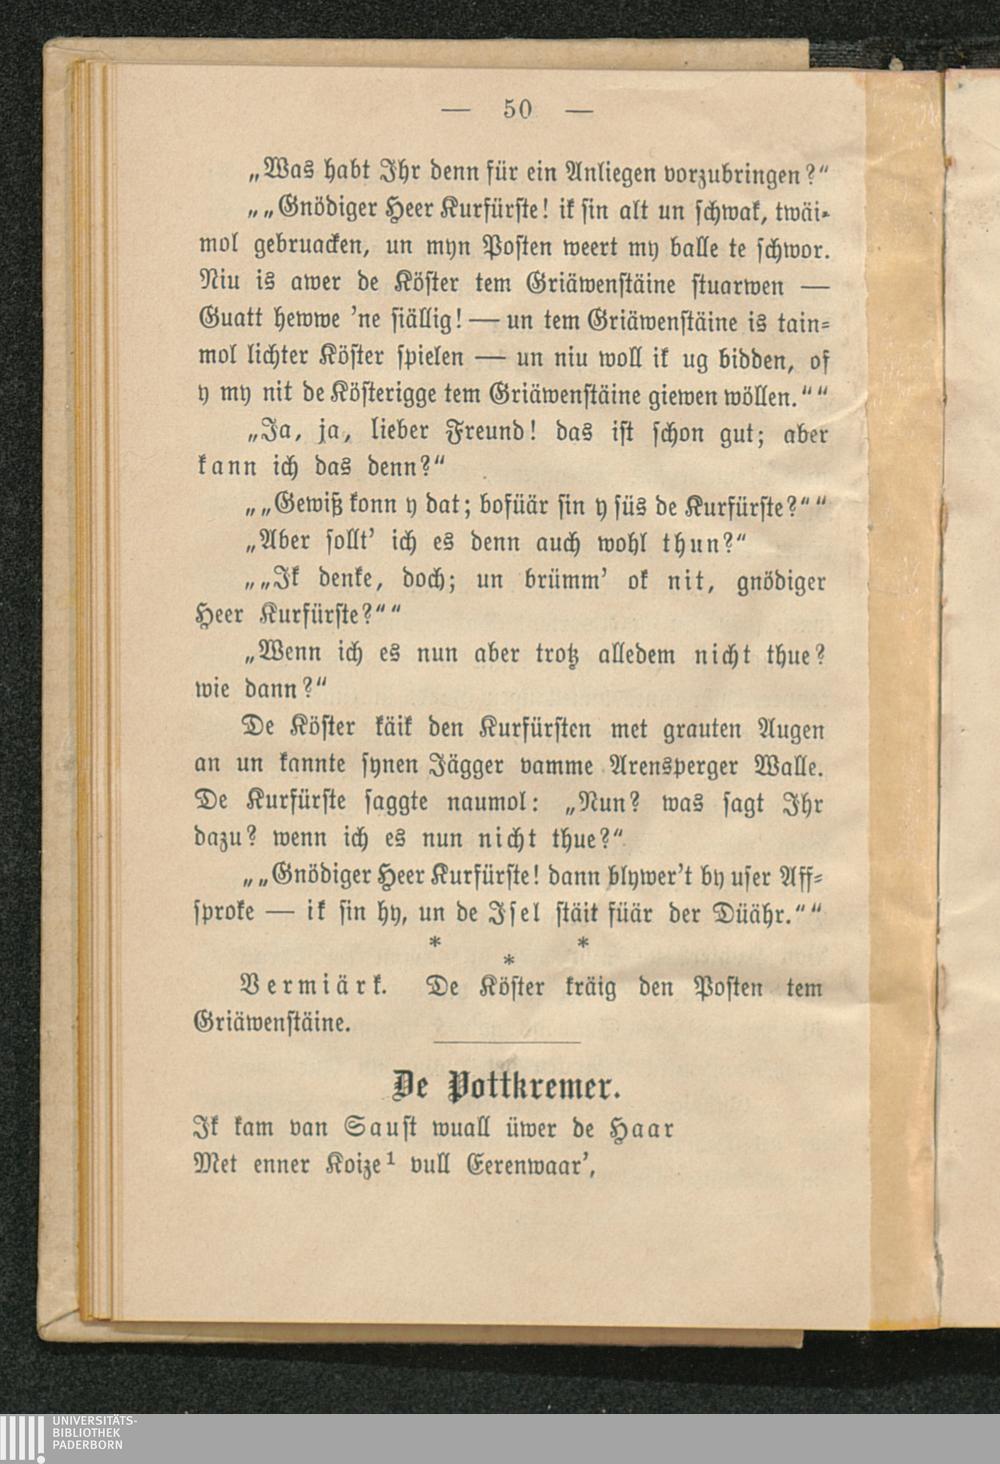 — 50 —
„Was habt Ihr denn für ein Anliegen vorzubringen?“
„„Gnödiger Heer Kurfürste! ik sin alt un schwak, twäi-
mol gebruacken, un myn Posten weert my balle te schwor.
Niu is awer de Köster tem Griäwenstäine stuarwen —
Guatt hewwe 'ne siällig! — un tem Griäwenstäine is tain-
mol lichter Köster spielen — un niu woll ik ug bidden, of
y my nit de Kösterigge tem Griäwenstäine giewen wöllen.““
„Ja, ja, lieber Freund! das ist schon gut; aber
kann ich das denn?“
„„Gewiß konn y dat; bofüär sin y süs de Kurfürste?““
„Aber sollt' ich es denn auch wohl thun?“
„„Ik denke, doch; un brümm' ok nit, gnödiger
Heer Kurfürste?““
„Wenn ich es nun aber trotz alledem nicht thue?
wie dann?“
De Köster käik den Kurfürsten met grauten Augen
an un kannte synen Jägger vamme Arensperger Walle.
De Kurfürste saggte naumol: „Nun? was sagt Ihr
dazu? wenn ich es nun nicht thue?“
„„Gnödiger Heer Kurfürste! dann blywer't by user Aff-
sproke — ik sin hy, un de Isel stäit füär der Düähr.““
* * *
Vermiärk. De Köster kräig den Posten tem
Griäwenstäine.
De Pottkremer.
Ik kam van Saust wuall üwer de Haar
Met enner Koize¹ vull Eerenwaar',
UNIVERSITÄTS-
BIBLIOTHEK
PADERBORN